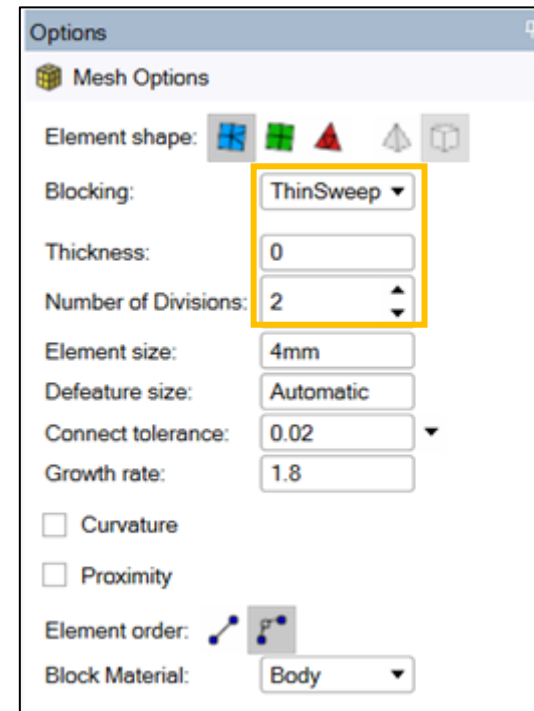 Options
Mesh Options
Element shape:
Blocking: ThinSweep
Thickness: 0
Number of Divisions: 2
Element size: 4mm
Defeature size: Automatic
Connect tolerance: 0.02
Growth rate: 1.8
Curvature
Proximity
Element order:
Block Material: Body